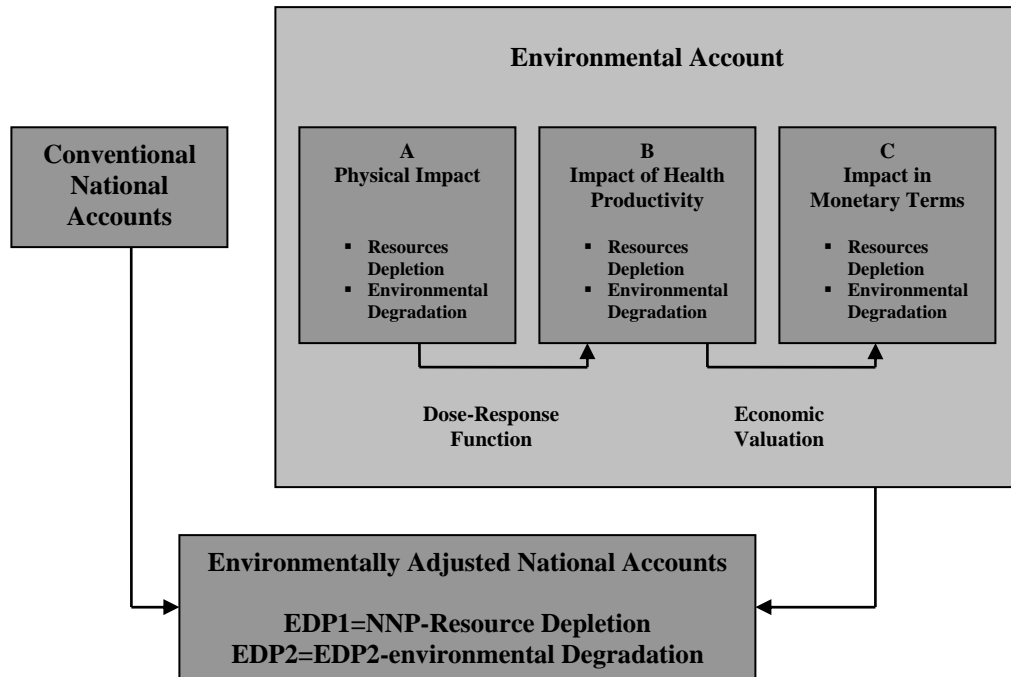 Environmental Account
Conventional
National
Accounts
A
Physical Impact
▪ Resources
Depletion
▪ Environmental
Degradation
B
Impact of Health
Productivity
▪ Resources
Depletion
▪ Environmental
Degradation
C
Impact in
Monetary Terms
▪ Resources
Depletion
▪ Environmental
Degradation
Dose-Response
Function
Economic
Valuation
Environmentally Adjusted National Accounts
EDP1=NNP-Resource Depletion
EDP2=EDP2-environmental Degradation